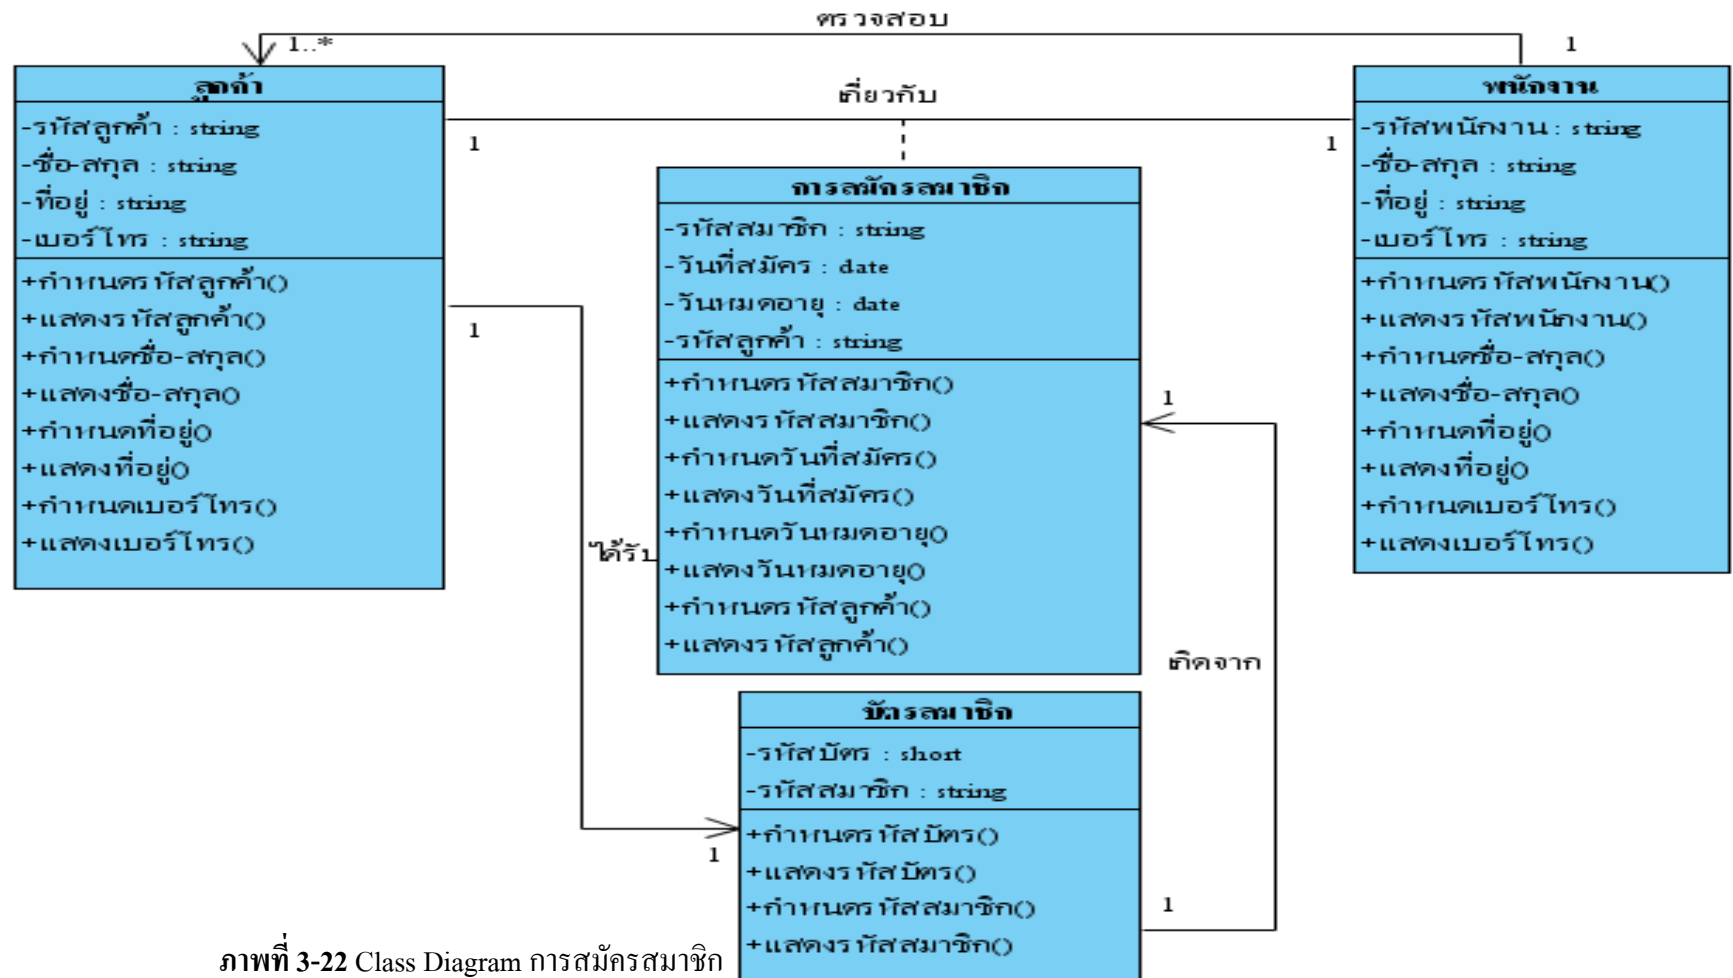 ตรวจสอบ
1..*
1
ลูกค้า
-รหัสลูกค้า : string
-ชื่อ-สกุล : string
-ที่อยู่ : string
-เบอร์โทร : string
+กำหนดรหัสลูกค้า()
+แสดงรหัสลูกค้า()
+กำหนดชื่อ-สกุล()
+แสดงชื่อ-สกุล()
+กำหนดที่อยู่()
+แสดงที่อยู่()
+กำหนดเบอร์โทร()
+แสดงเบอร์โทร()
เกี่ยวกับ
1
1
พนักงาน
-รหัสพนักงาน : string
-ชื่อ-สกุล : string
-ที่อยู่ : string
-เบอร์โทร : string
+กำหนดรหัสพนักงาน()
+แสดงรหัสพนักงาน()
+กำหนดชื่อ-สกุล()
+แสดงชื่อ-สกุล()
+กำหนดที่อยู่()
+แสดงที่อยู่()
+กำหนดเบอร์โทร()
+แสดงเบอร์โทร()
การสมัครสมาชิก
-รหัสสมาชิก : string
-วันที่สมัคร : date
-วันหมดอายุ : date
-รหัสลูกค้า : string
+กำหนดรหัสสมาชิก()
+แสดงรหัสสมาชิก()
+กำหนดวันที่สมัคร()
+แสดงวันที่สมัคร()
+กำหนดวันหมดอายุ()
+แสดงวันหมดอายุ()
+กำหนดรหัสลูกค้า()
+แสดงรหัสลูกค้า()
1
ได้รับ
1
1
เกิดจาก
1
บัตรสมาชิก
-รหัสบัตร : short
-รหัสสมาชิก : string
+กำหนดรหัสบัตร()
+แสดงรหัสบัตร()
+กำหนดรหัสสมาชิก()
+แสดงรหัสสมาชิก()
ภาพที่ 3-22 Class Diagram การสมัครสมาชิก